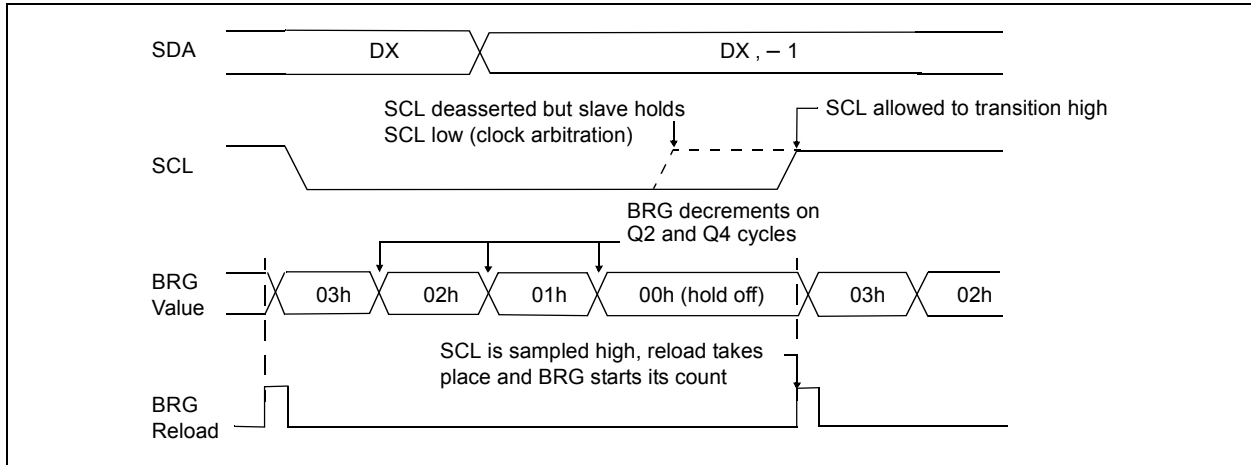 SDA
DX
DX , – 1
SCL deasserted but slave holds
SCL low (clock arbitration)
SCL allowed to transition high
SCL
BRG decrements on
Q2 and Q4 cycles
BRG
Value
03h
02h
01h
00h (hold off)
03h
02h
SCL is sampled high, reload takes
place and BRG starts its count
BRG
Reload